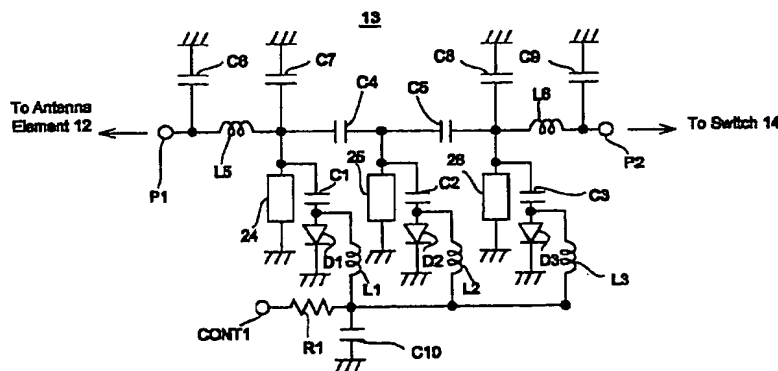 13
C6
C7
C8
C9
C4
C5
L6
To Antenna
Element 12
To Switch 14
P1
L5
P2
25
26
C1
C2
C3
24
D1
D2
D3
L1
L2
L3
CONT1
R1
C10